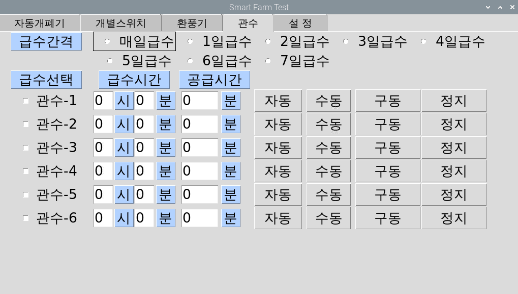 Smart Farm Test
자동개폐기 개별스위치 환풍기 관수 설 정
급수간격 매일급수 1일급수 2일급수 3일급수 4일급수
5일급수 6일급수 7일급수
급수선택 급수시간 공급시간
관수-1 0 시 0 분 0 분 자동 수동 구동 정지
관수-2 0 시 0 분 0 분 자동 수동 구동 정지
관수-3 0 시 0 분 0 분 자동 수동 구동 정지
관수-4 0 시 0 분 0 분 자동 수동 구동 정지
관수-5 0 시 0 분 0 분 자동 수동 구동 정지
관수-6 0 시 0 분 0 분 자동 수동 구동 정지